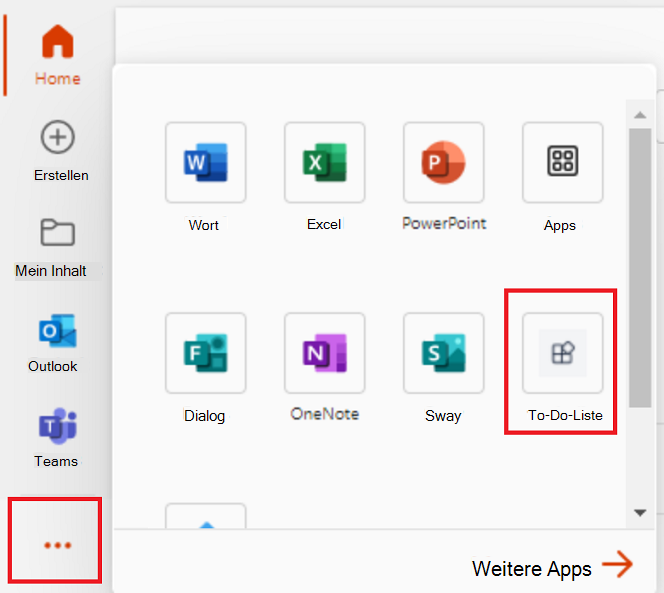 Home
Erstellen
Mein Inhalt
Outlook
Teams
Wort
Excel
PowerPoint
Apps
Dialog
OneNote
Sway
To-Do-Liste
Weitere Apps